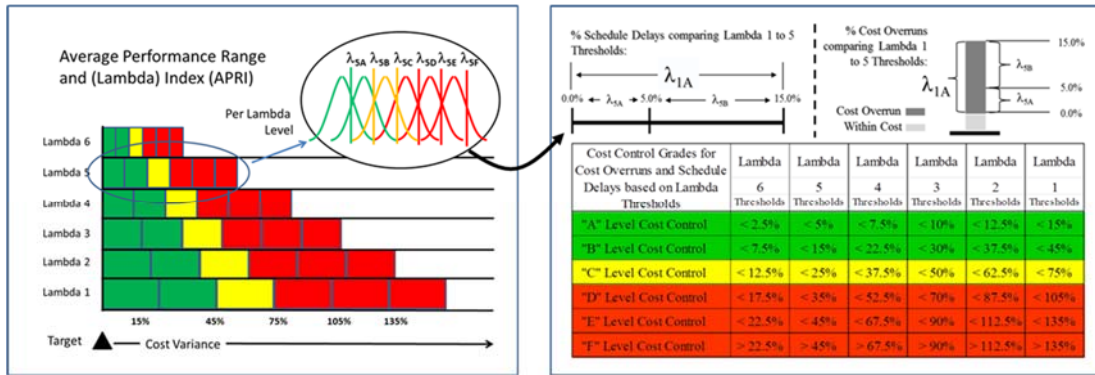 Average Performance Range
and (Lambda) Index (APRI)
λ5A λ5B λ5C λ5D λ5E λ5F
Per Lambda
Level
Lambda 6
Lambda 5
Lambda 4
Lambda 3
Lambda 2
Lambda 1
15% 45% 75% 105% 135%
Target Cost Variance
% Schedule Delays comparing Lambda 1 to 5
Thresholds:
λ1A
0.0% λ5A 5.0% λ5B 15.0%
% Cost Overruns
comparing Lambda 1
to 5 Thresholds:
λ1A
15.0%
λ5B
5.0%
λ5A
0.0%
Cost Overrun
Within Cost
Cost Control Grades for
Cost Overruns and Schedule
Delays based on Lambda
Thresholds
Lambda Lambda Lambda Lambda Lambda Lambda
6 5 4 3 2 1
Thresholds Thresholds Thresholds Thresholds Thresholds Thresholds
"A" Level Cost Control < 2.5% < 5% < 7.5% < 10% < 12.5% < 15%
"B" Level Cost Control < 7.5% < 15% < 22.5% < 30% < 37.5% < 45%
"C" Level Cost Control < 12.5% < 25% < 37.5% < 50% < 62.5% < 75%
"D" Level Cost Control < 17.5% < 35% < 52.5% < 70% < 87.5% < 105%
"E" Level Cost Control < 22.5% < 45% < 67.5% < 90% < 112.5% < 135%
"F" Level Cost Control > 22.5% > 45% > 67.5% > 90% > 112.5% > 135%